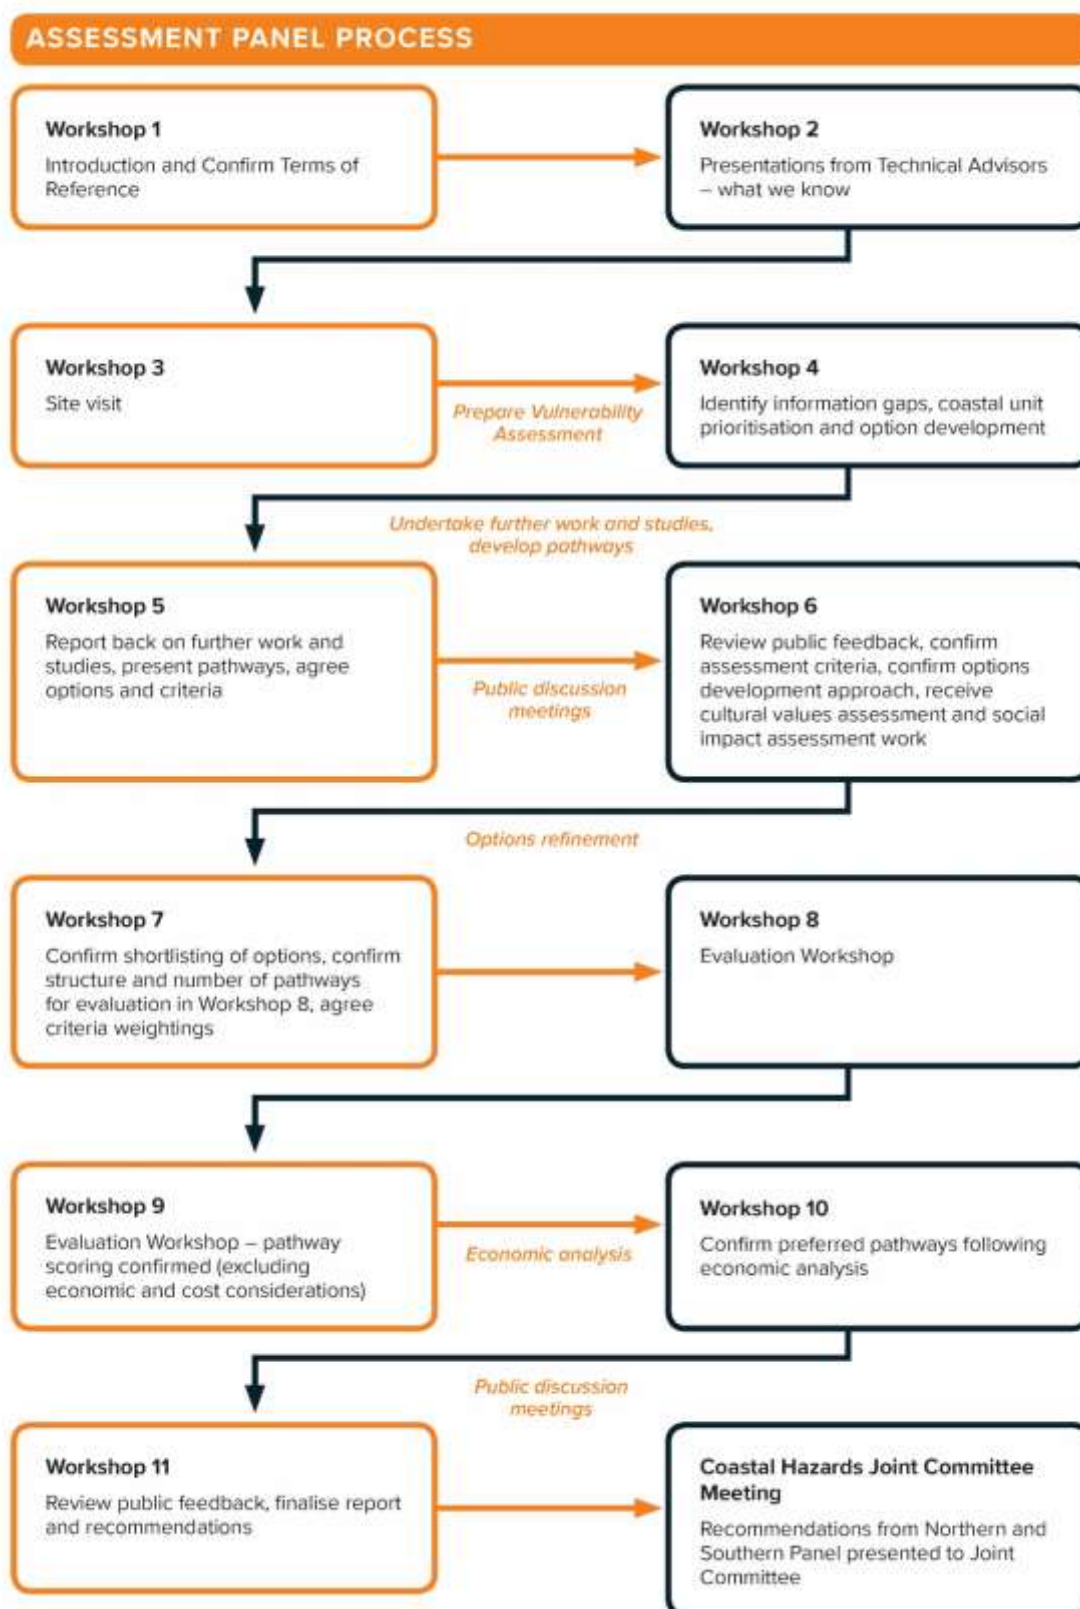 ASSESSMENT PANEL PROCESS
Workshop 1
Introduction and Confirm Terms of
Reference
Workshop 2
Presentations from Technical Advisors
– what we know
Workshop 3
Site visit
Prepare Vulnerability
Assessment
Workshop 4
Identify information gaps, coastal unit
prioritisation and option development
Undertake further work and studies,
develop pathways
Workshop 5
Report back on further work and
studies, present pathways, agree
options and criteria
Public discussion
meetings
Workshop 6
Review public feedback, confirm
assessment criteria, confirm options
development approach, receive
cultural values assessment and social
impact assessment work
Options refinement
Workshop 7
Confirm shortlisting of options, confirm
structure and number of pathways
for evaluation in Workshop 8, agree
criteria weightings
Workshop 8
Evaluation Workshop
Workshop 9
Evaluation Workshop – pathway
scoring confirmed (excluding
economic and cost considerations)
Economic analysis
Workshop 10
Confirm preferred pathways following
economic analysis
Public discussion
meetings
Workshop 11
Review public feedback, finalise report
and recommendations
Coastal Hazards Joint Committee
Meeting
Recommendations from Northern and
Southern Panel presented to Joint
Committee